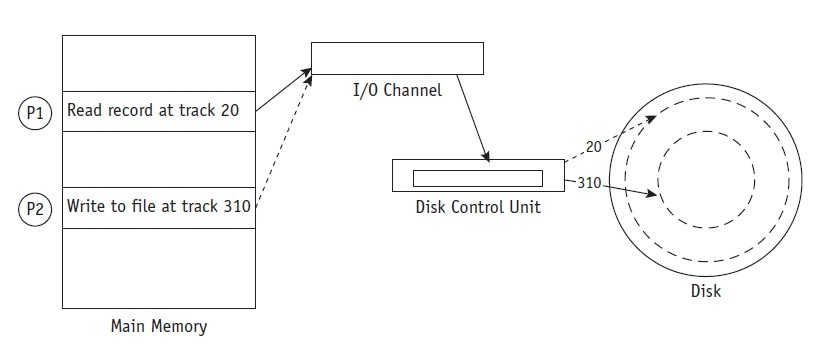 P1
Read record at track 20
P2
Write to file at track 310
Main Memory
I/O Channel
Disk Control Unit
20
310
Disk